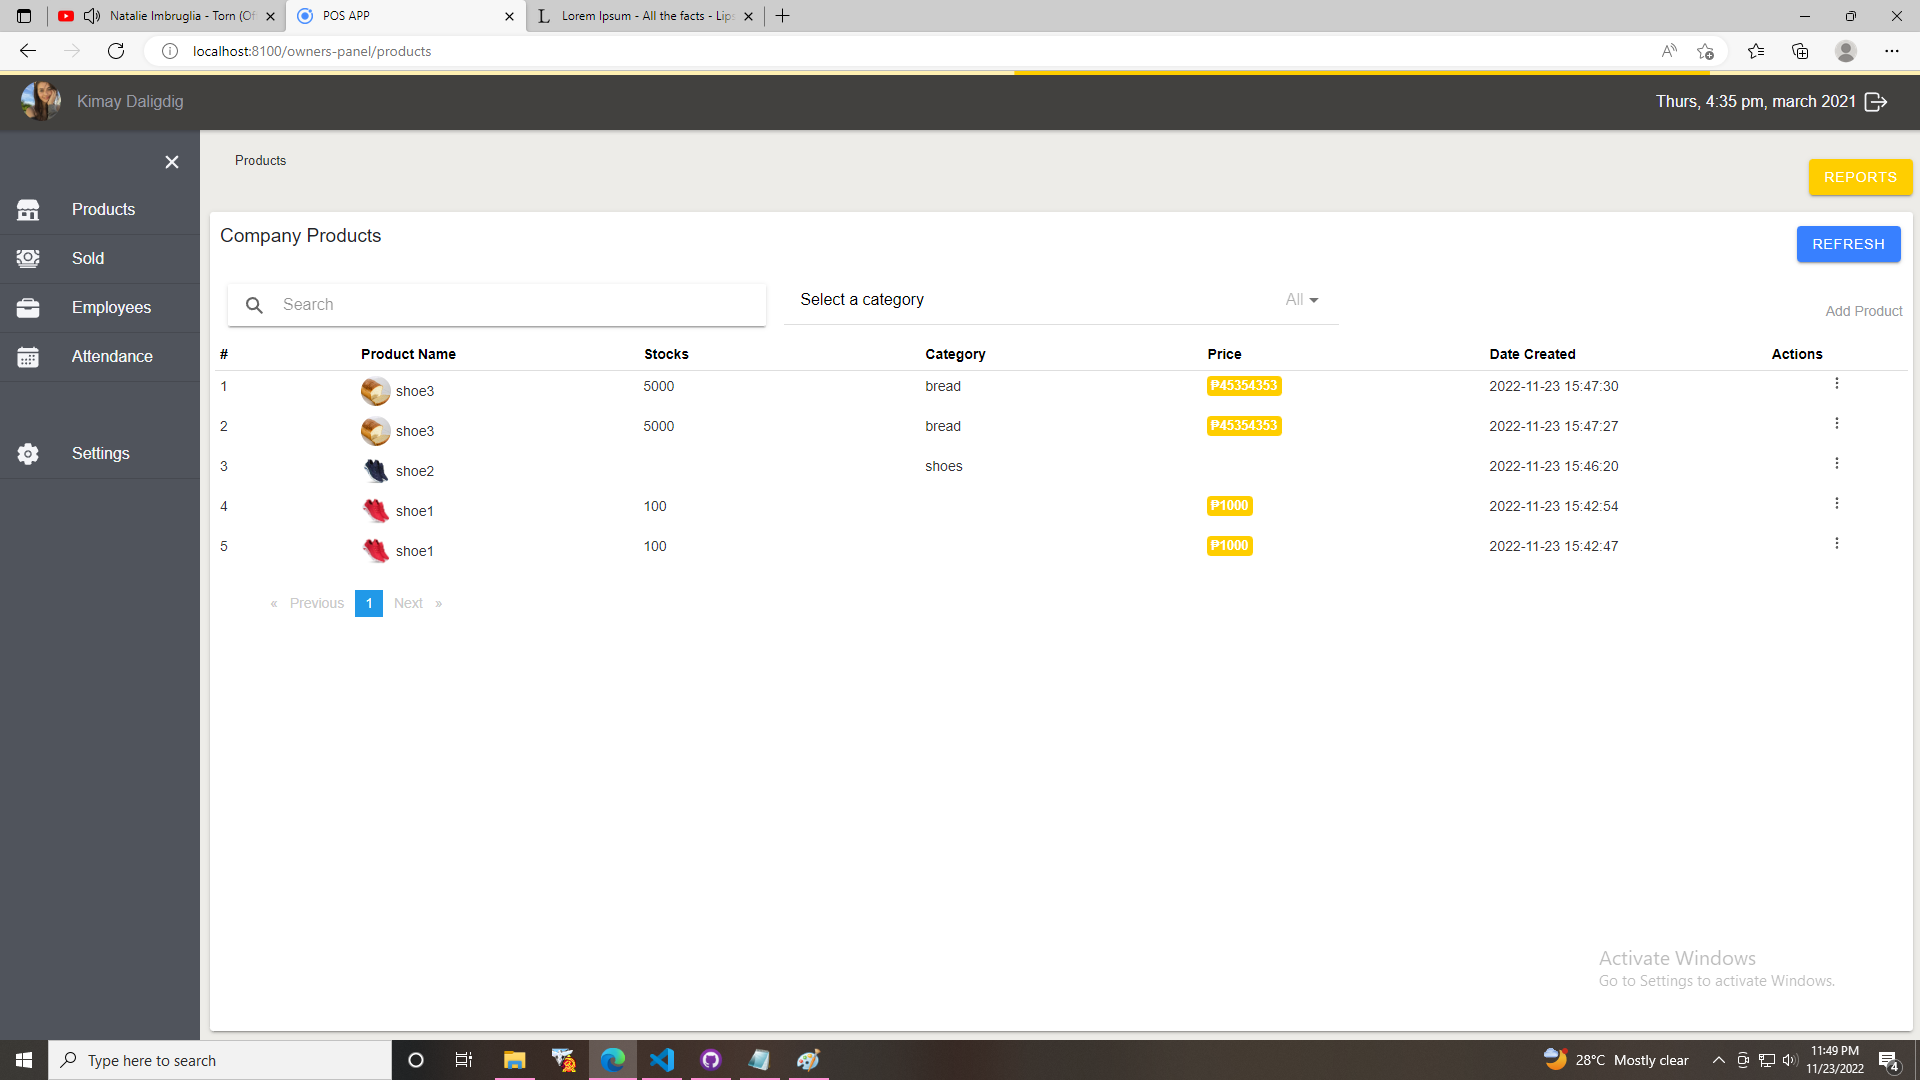 Natalie Imbruglia - Torn (Of
POS APP
Lorem Ipsum - All the facts - Lips
localhost:8100/owners-panel/products
Kimay Daligdig
Thurs, 4:35 pm, march 2021
Products
Sold
Employees
Attendance
Settings
Products
REPORTS
Company Products
REFRESH
Search
Select a category All
Add Product
# Product Name Stocks Category Price Date Created Actions
1 shoe3 5000 bread ₱45354353 2022-11-23 15:47:30
2 shoe3 5000 bread ₱45354353 2022-11-23 15:47:27
3 shoe2 shoes 2022-11-23 15:46:20
4 shoe1 100 ₱1000 2022-11-23 15:42:54
5 shoe1 100 ₱1000 2022-11-23 15:42:47
« Previous 1 Next »
Activate Windows
Go to Settings to activate Windows.
Type here to search
28°C Mostly clear
11:49 PM
11/23/2022
4